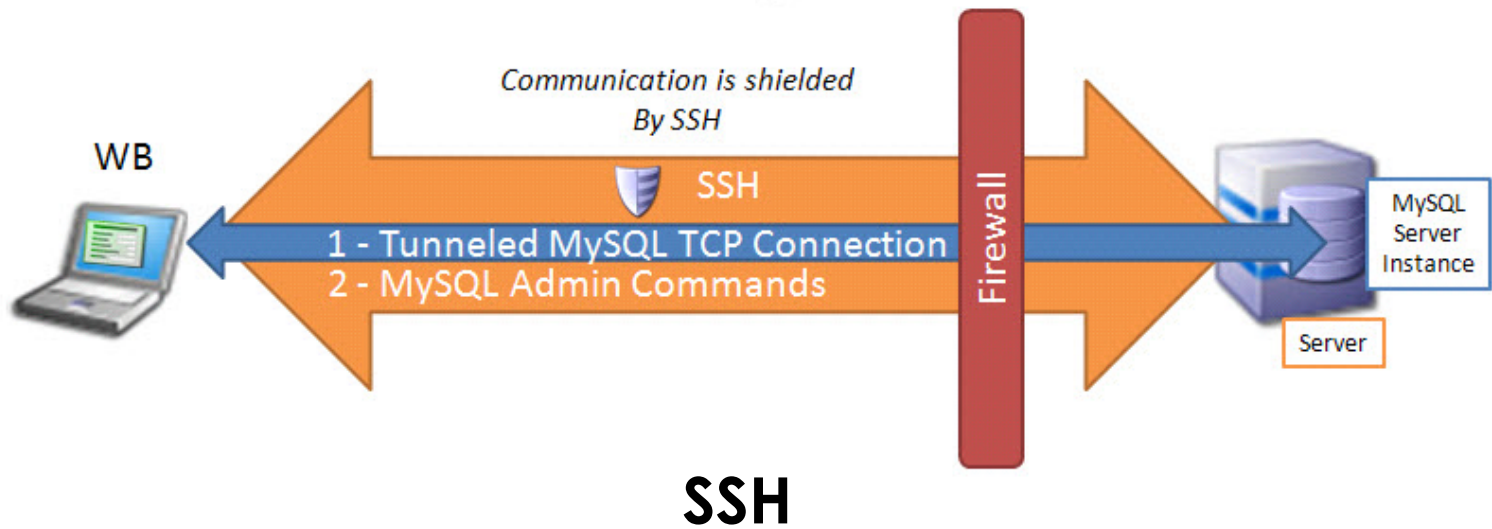 Communication is shielded
By SSH
WB
SSH
1 - Tunneled MySQL TCP Connection
2 - MySQL Admin Commands
Firewall
MySQL
Server
Instance
Server
SSH